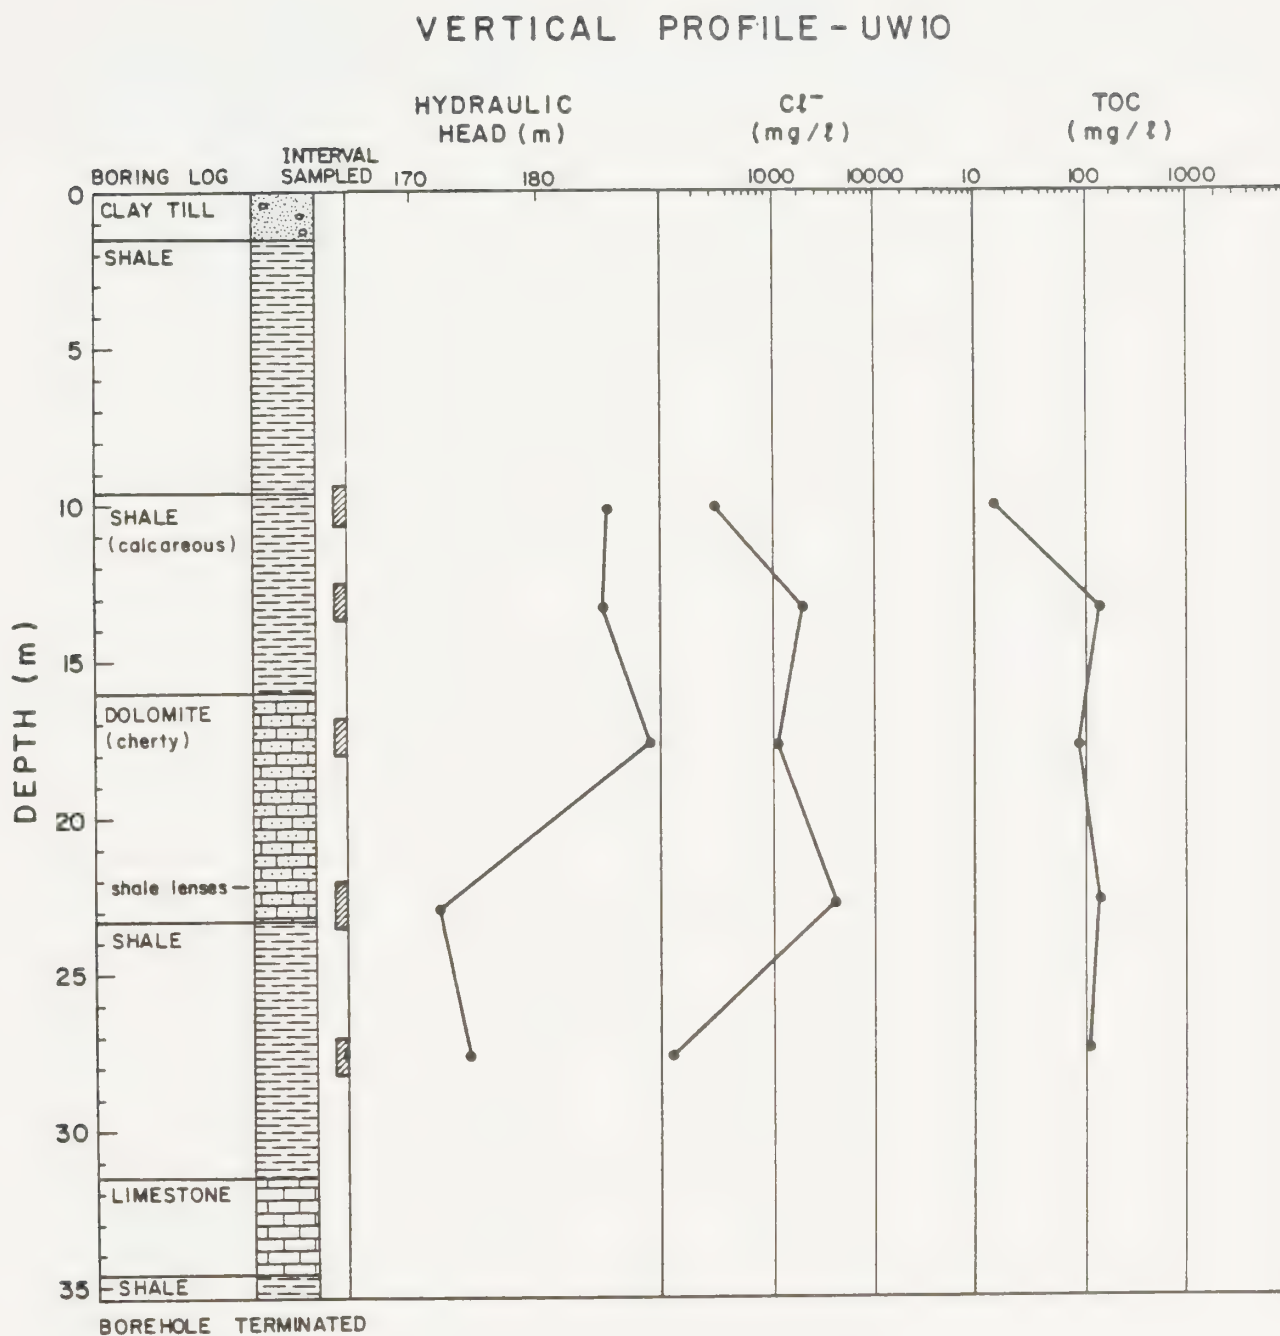 VERTICAL PROFILE - UW10
HYDRAULIC
HEAD (m)
Cℓ⁻
(mg/ℓ)
TOC
(mg/ℓ)
BORING LOG
INTERVAL
SAMPLED
170 180 1000 10000 10 100 1000
0
CLAY TILL
SHALE
5
10
SHALE
(calcareous)
15
DOLOMITE
(cherty)
20
shale lenses
SHALE
25
30
LIMESTONE
35
SHALE
BOREHOLE TERMINATED
DEPTH (m)